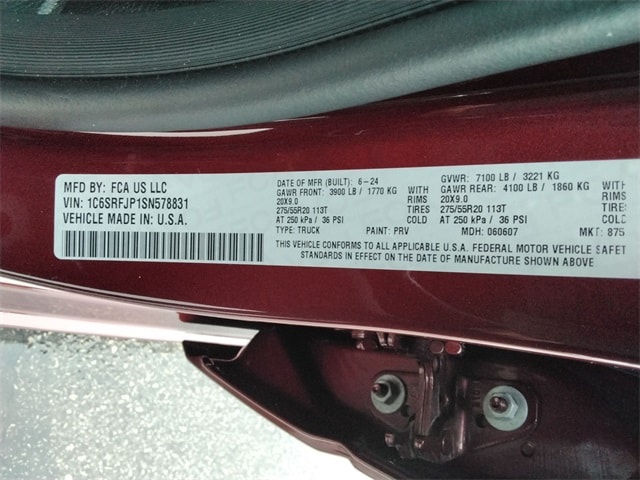 MFD BY: FCA US LLC
VIN: 1C6SRFJP1SN578831
VEHICLE MADE IN: U.S.A.
DATE OF MFR (BUILT): 6-24 GVWR: 7100 LB / 3221 KG
GAWR FRONT: 3900 LB / 1770 KG GAWR REAR: 4100 LB / 1860 KG
20X9.0 RIMS 20X9.0 RIMS
275/55R20 113T TIRES 275/55R20 113T
AT 250 kPa / 36 PSI COLD AT 250 kPa / 36 PSI
TYPE: TRUCK PAINT: PRV MDH: 060607 MKT: 875
THIS VEHICLE CONFORMS TO ALL APPLICABLE U.S.A. FEDERAL MOTOR VEHICLE SAFET
STANDARDS IN EFFECT ON THE DATE OF MANUFACTURE SHOWN ABOVE